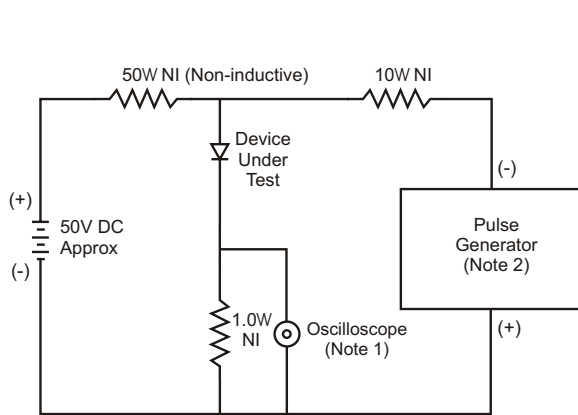 50W NI (Non-inductive)
10W NI
Device
Under
Test
(-)
(+)
50V DC
Approx
(-)
Pulse
Generator
(Note 2)
1.0W
NI
Oscilloscope
(Note 1)
(+)